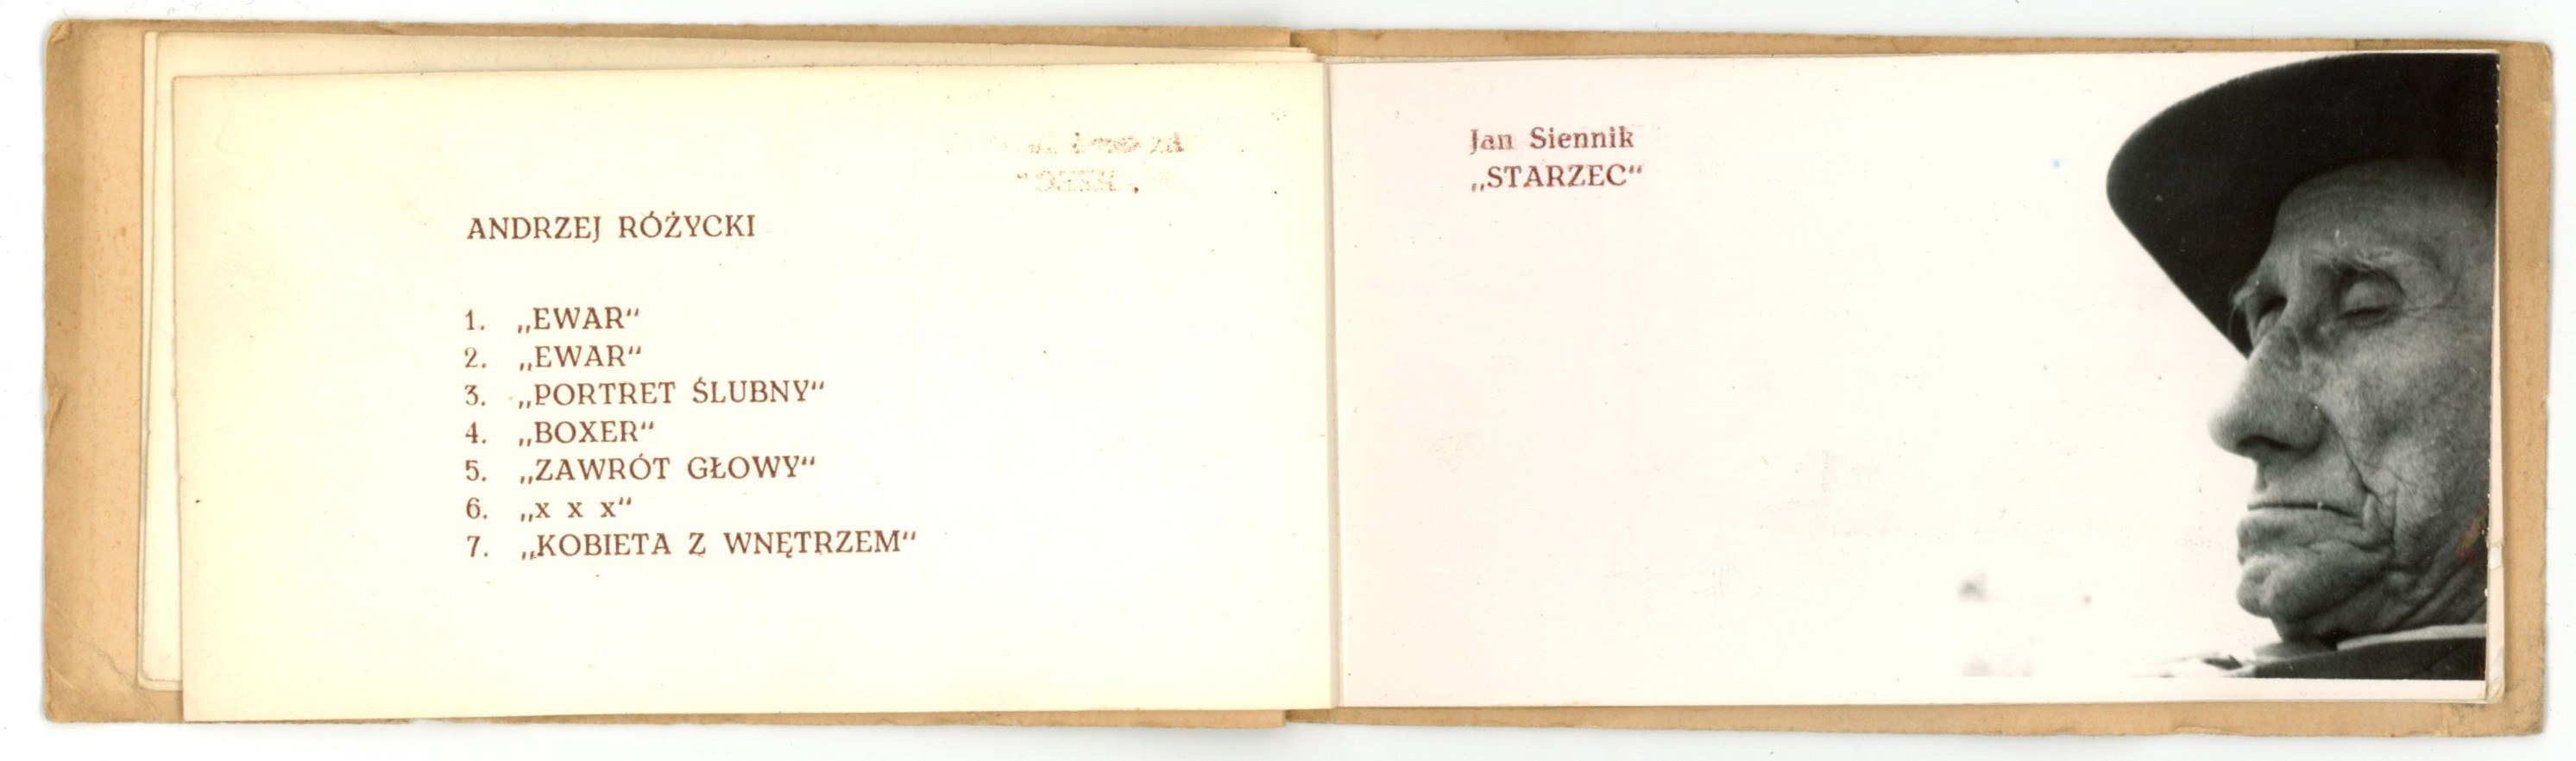 ANDRZEJ RÓŻYCKI
1. „EWAR“
2. „EWAR“
3. „PORTRET ŚLUBNY“
4. „BOXER“
5. „ZAWRÓT GŁOWY“
6. „x x x“
7. „KOBIETA Z WNĘTRZEM“
Jan Siennik
„STARZEC“